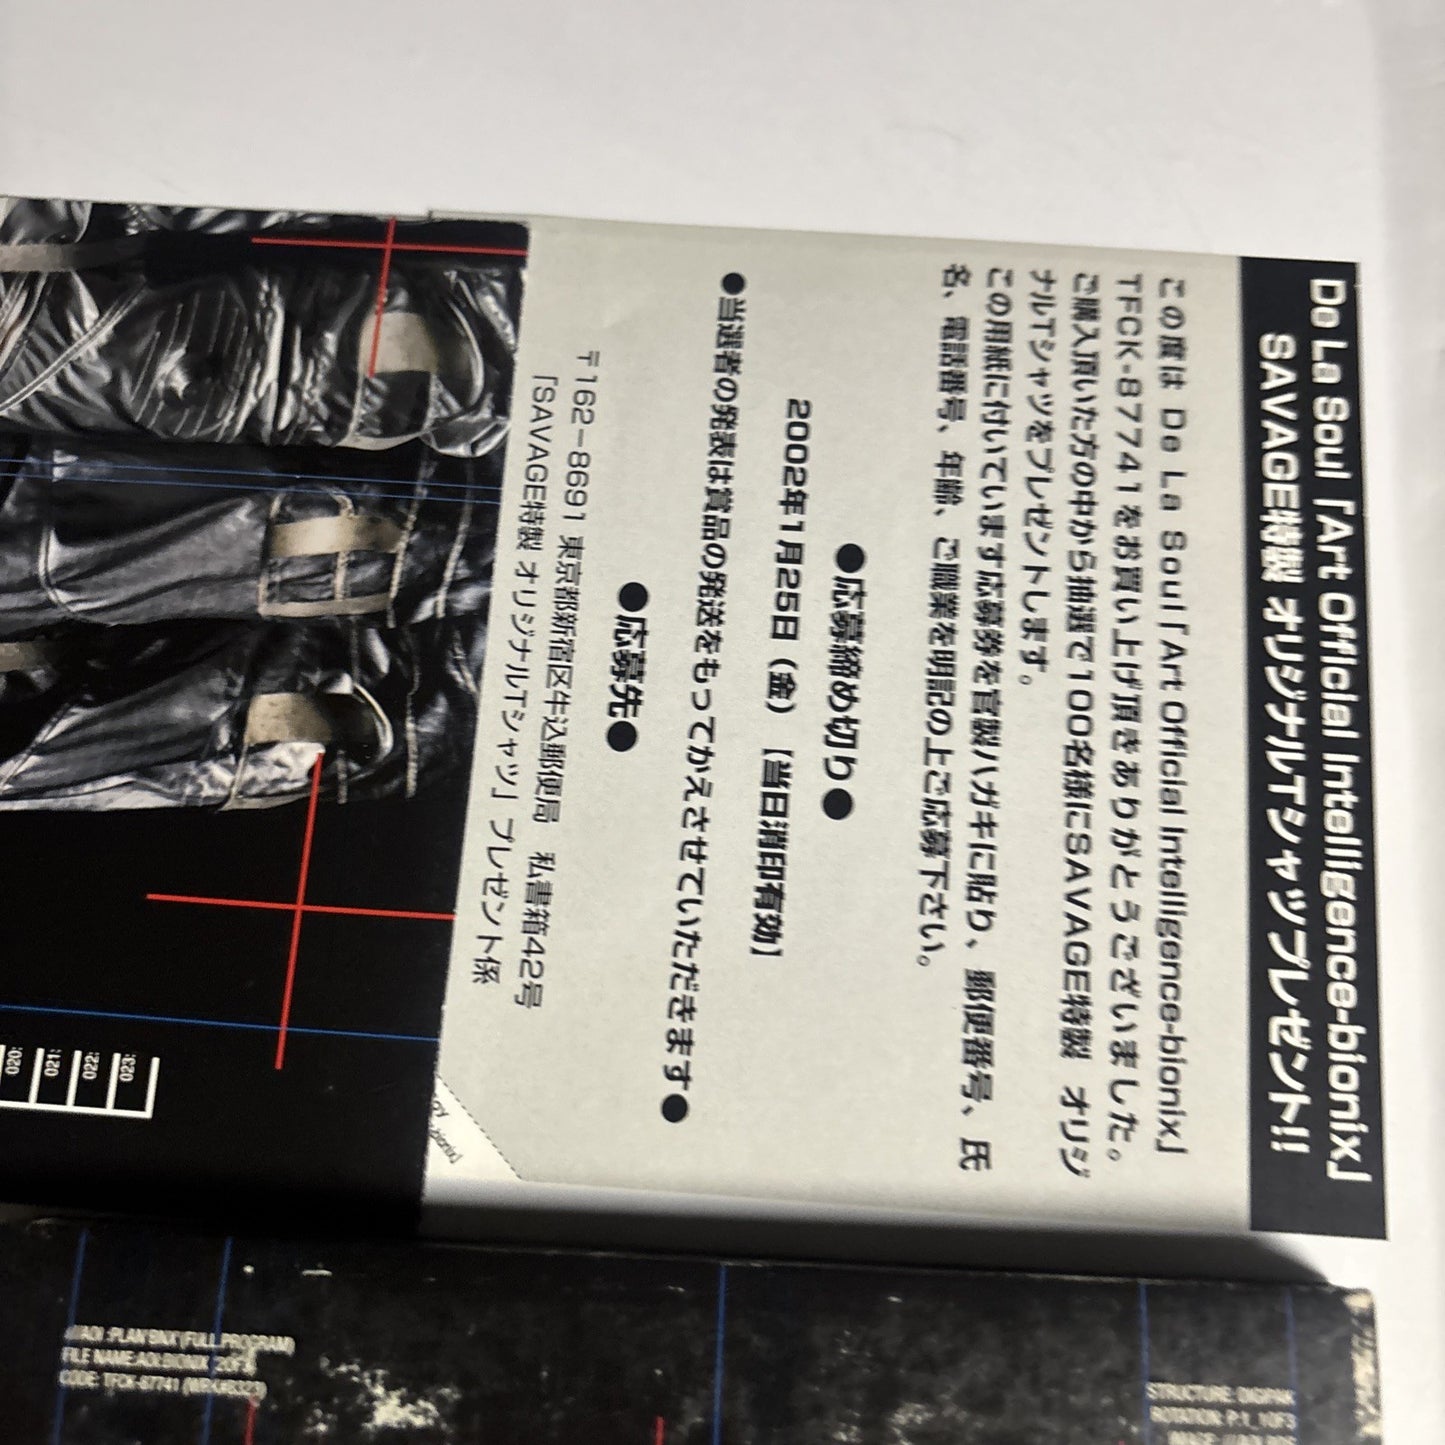 De La Soul「Art Official Intelligence-bionix」
SAVAGE特製 オリジナルTシャツプレゼント!!
この度は De La Soul「Art Official Intelligence-bionix」
TFCK-87741をお買い上げ頂きありがとうございました。
ご購入頂いた方の中から抽選で100名様にSAVAGE特製 オリジ
ナルTシャツをプレゼントします。
この用紙に付いています応募券を官製ハガキに貼り、郵便番号、氏
名、電話番号、年齢、ご職業を明記の上ご応募下さい。
●応募締め切り●
2002年1月25日（金）［当日消印有効］
●当選者の発表は賞品の発送をもってかえさせていただきます●
●応募先●
〒162-8691 東京都新宿区牛込郵便局 私書箱42号
「SAVAGE特製 オリジナルTシャツ」プレゼント係
020:
021:
022:
023:
bionix」
PLAN BNX (FULL PROGRAM)
FILE NAME:AOI.BIONIX
CODE: TFCK-87741
STRUCTURE: DIGIPAK
ROTATION: P.1_1OF3